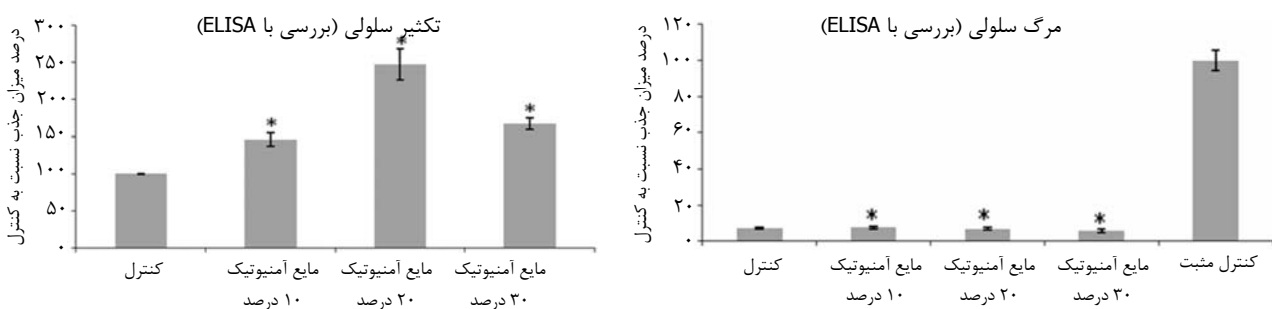 تکثیر سلولی (بررسی با ELISA)
درصد میزان جذب نسبت به کنترل
۳۰۰
۲۵۰
۲۰۰
۱۵۰
۱۰۰
۵۰
۰
*
*
*
کنترل
مایع آمنیوتیک
۱۰ درصد
مایع آمنیوتیک
۲۰ درصد
مایع آمنیوتیک
۳۰ درصد
مرگ سلولی (بررسی با ELISA)
درصد میزان جذب نسبت به کنترل
۱۲۰
۱۰۰
۸۰
۶۰
۴۰
۲۰
۰
*
*
*
کنترل
مایع آمنیوتیک
۱۰ درصد
مایع آمنیوتیک
۲۰ درصد
مایع آمنیوتیک
۳۰ درصد
کنترل مثبت